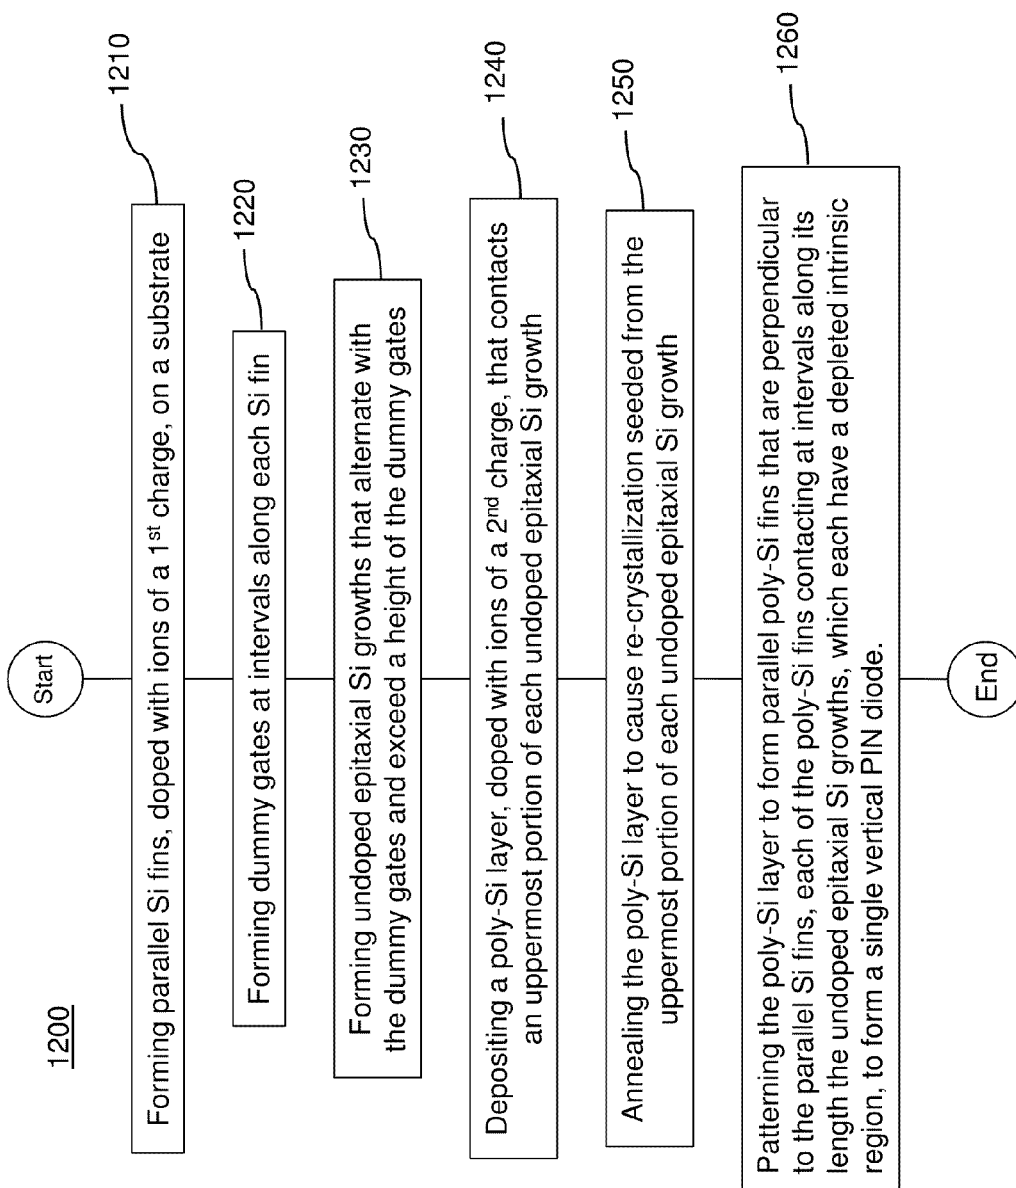 1200
Start
Forming parallel Si fins, doped with ions of a 1st charge, on a substrate
1210
Forming dummy gates at intervals along each Si fin
1220
Forming undoped epitaxial Si growths that alternate with
the dummy gates and exceed a height of the dummy gates
1230
Depositing a poly-Si layer, doped with ions of a 2nd charge, that contacts
an uppermost portion of each undoped epitaxial Si growth
1240
Annealing the poly-Si layer to cause re-crystallization seeded from the
uppermost portion of each undoped epitaxial Si growth
1250
Patterning the poly-Si layer to form parallel poly-Si fins that are perpendicular
to the parallel Si fins, each of the poly-Si fins contacting at intervals along its
length the undoped epitaxial Si growths, which each have a depleted intrinsic
region, to form a single vertical PIN diode.
1260
End